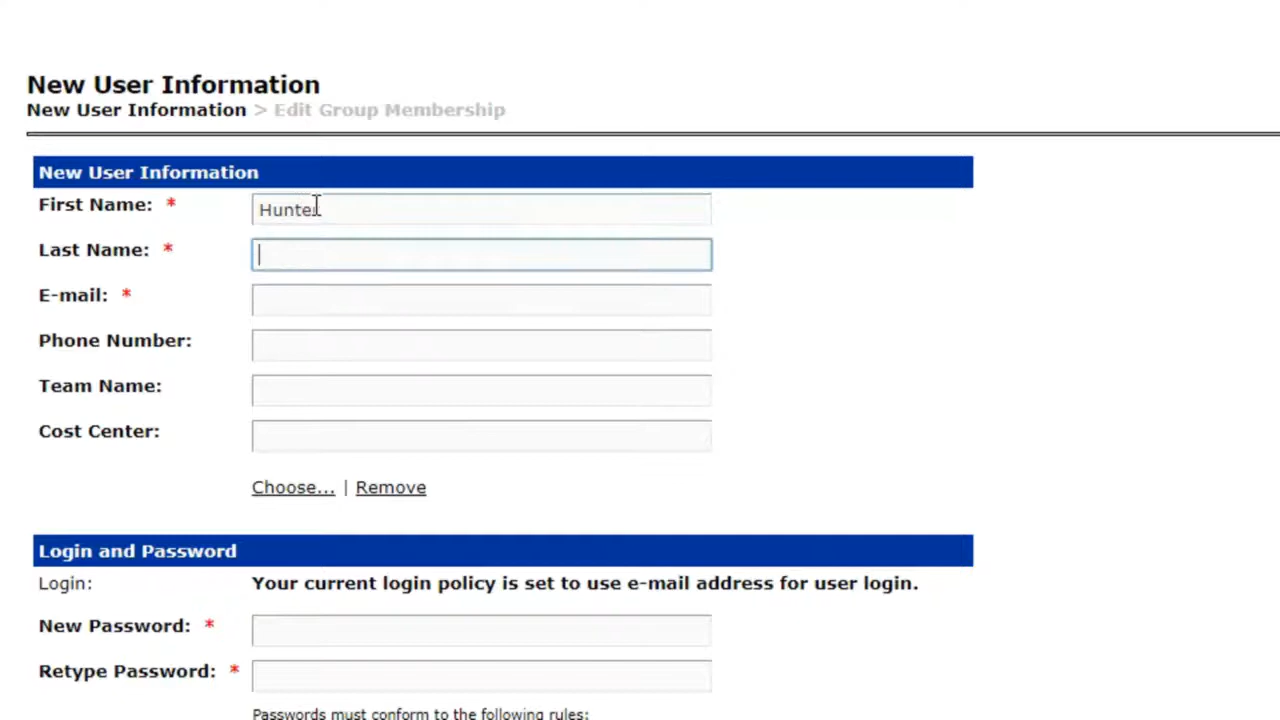 New User Information
New User Information > Edit Group Membership
New User Information
First Name: * Hunter
Last Name: *
E-mail: *
Phone Number:
Team Name:
Cost Center:
Choose... | Remove
Login and Password
Login: Your current login policy is set to use e-mail address for user login.
New Password: *
Retype Password: *
Passwords must conform to the following rules: